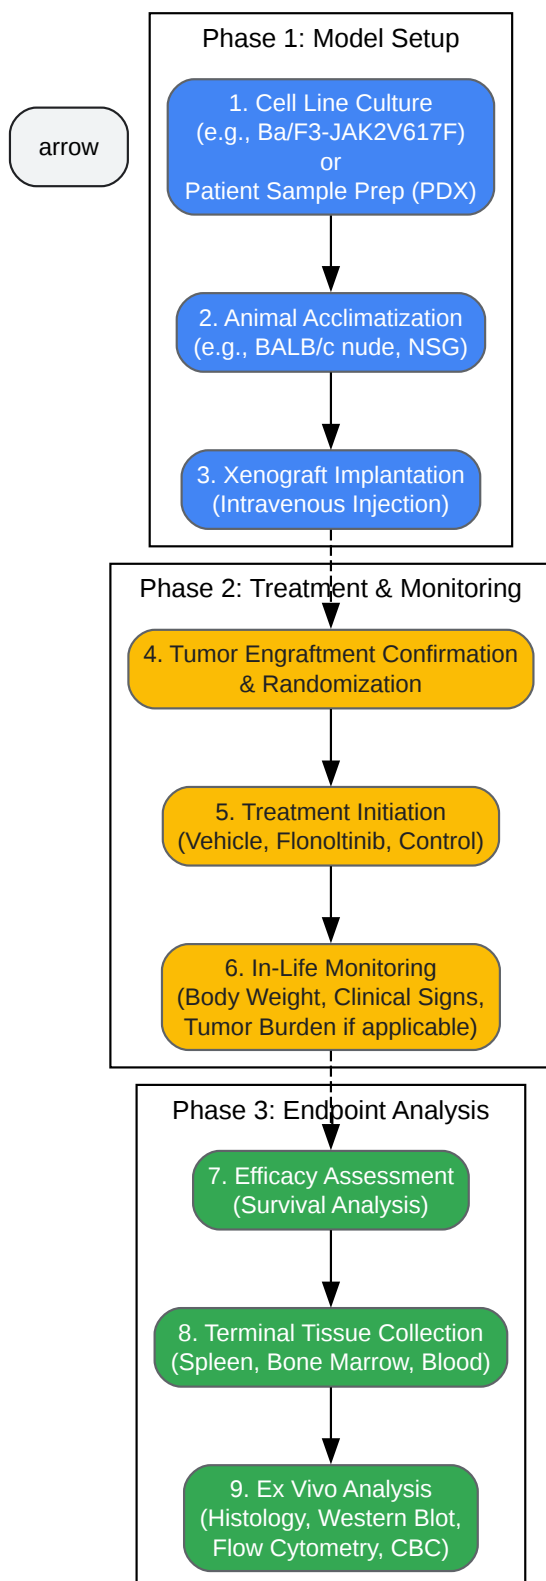 Phase 1: Model Setup
arrow
1. Cell Line Culture
(e.g., Ba/F3-JAK2V617F)
or
Patient Sample Prep (PDX)
2. Animal Acclimatization
(e.g., BALB/c nude, NSG)
3. Xenograft Implantation
(Intravenous Injection)
Phase 2: Treatment & Monitoring
4. Tumor Engraftment Confirmation
& Randomization
5. Treatment Initiation
(Vehicle, Flonoltinib, Control)
6. In-Life Monitoring
(Body Weight, Clinical Signs,
Tumor Burden if applicable)
Phase 3: Endpoint Analysis
7. Efficacy Assessment
(Survival Analysis)
8. Terminal Tissue Collection
(Spleen, Bone Marrow, Blood)
9. Ex Vivo Analysis
(Histology, Western Blot,
Flow Cytometry, CBC)